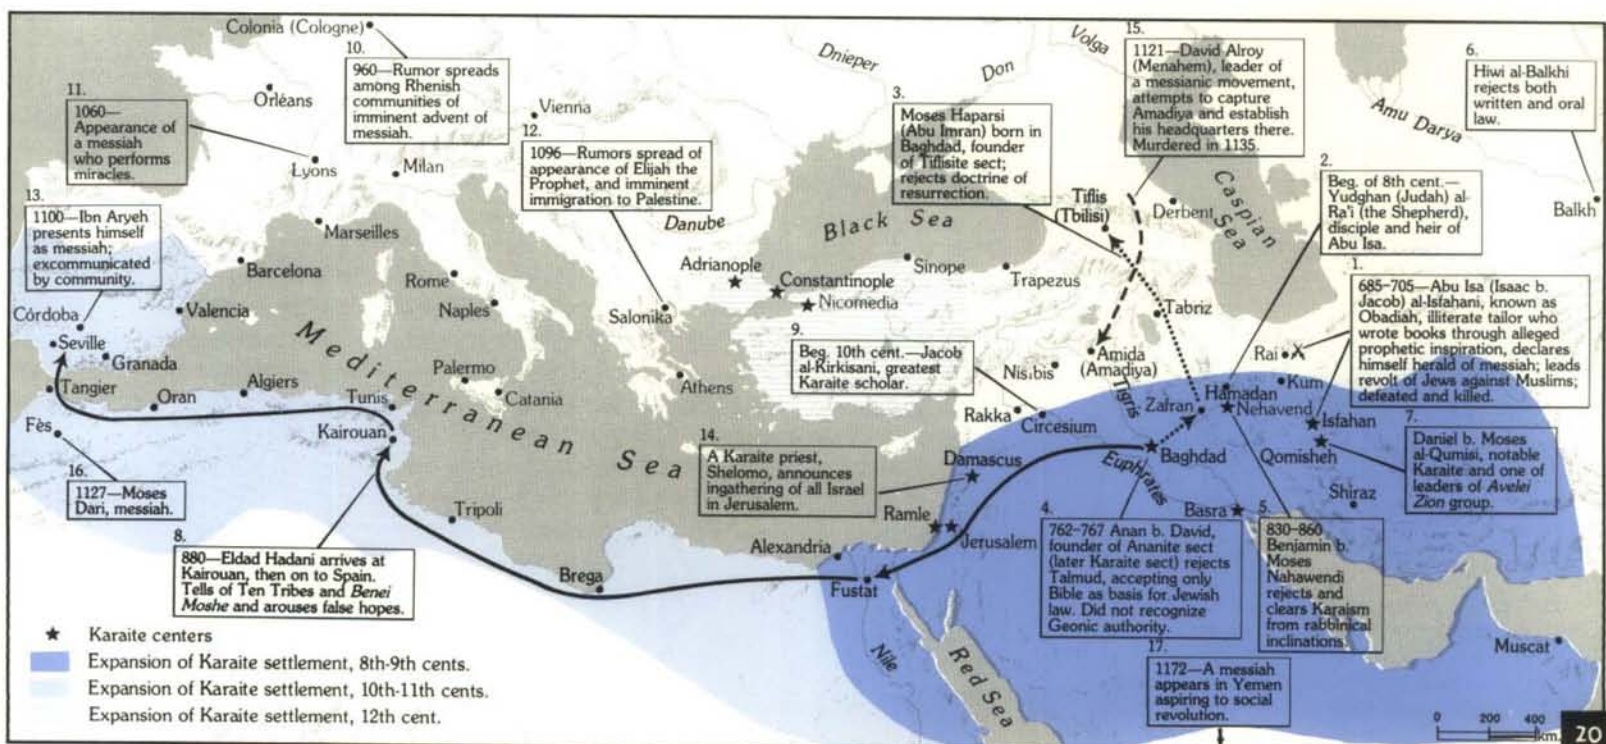 Colonia (Cologne)
Orléans
Vienna
Lyons
Milan
Marseilles
Barcelona
Valencia
Córdoba
Seville
Granada
Tangier
Fès
Oran
Algiers
Tunis
Kairouan
Tripoli
Brega
Alexandria
Fustat
Rome
Naples
Palermo
Catania
Salonika
Athens
Adrianople
Constantinople
Nicomedia
Sinope
Trapezus
Tiflis
(Tbilisi)
Derbent
Tabriz
Amida
(Amadiya)
Nisibis
Rakka
Circesium
Zafran
Hamadan
Nehavend
Rai
Kum
Isfahan
Qomisheh
Shiraz
Baghdad
Basra
Damascus
Ramle
Jerusalem
Balkh
Muscat
Mediterranean Sea
Black Sea
Caspian
Sea
Red Sea
Nile
Danube
Dnieper
Don
Volga
Amu Darya
Tigris
Euphrates
1.
685–705—Abu Isa (Isaac b.
Jacob) al-Isfahani, known as
Obadiah, illiterate tailor who
wrote books through alleged
prophetic inspiration, declares
himself herald of messiah; leads
revolt of Jews against Muslims;
defeated and killed.
2.
Beg. of 8th cent.—
Yudghan (Judah) al-
Ra'i (the Shepherd),
disciple and heir of
Abu Isa.
3.
Moses Haparsi
(Abu Imran) born in
Baghdad, founder
of Tiflisite sect;
rejects doctrine of
resurrection.
4.
762–767 Anan b. David,
founder of Ananite sect
(later Karaite sect) rejects
Talmud, accepting only
Bible as basis for Jewish
law. Did not recognize
Geonic authority.
5.
830–860
Benjamin b.
Moses
Nahawendi
rejects and
clears Karaism
from rabbinical
inclinations.
6.
Hiwi al-Balkhi
rejects both
written and oral
law.
7.
Daniel b. Moses
al-Qumisi, notable
Karaite and one of
leaders of Avelei
Zion group.
8.
880—Eldad Hadani arrives at
Kairouan, then on to Spain.
Tells of Ten Tribes and Benei
Moshe and arouses false hopes.
9.
Beg. 10th cent.—Jacob
al-Kirkisani, greatest
Karaite scholar.
10.
960—Rumor spreads
among Rhenish
communities of
imminent advent of
messiah.
11.
1060—
Appearance of
a messiah
who performs
miracles.
12.
1096—Rumors spread of
appearance of Elijah the
Prophet, and imminent
immigration to Palestine.
13.
1100—Ibn Aryeh
presents himself
as messiah;
excommunicated
by community.
14.
A Karaite priest,
Shelomo, announces
ingathering of all Israel
in Jerusalem.
15.
1121—David Alroy
(Menahem), leader of
a messianic movement,
attempts to capture
Amadiya and establish
his headquarters there.
Murdered in 1135.
16.
1127—Moses
Dari, messiah.
17.
1172—A messiah
appears in Yemen
aspiring to social
revolution.
Karaite centers
Expansion of Karaite settlement, 8th-9th cents.
Expansion of Karaite settlement, 10th-11th cents.
Expansion of Karaite settlement, 12th cent.
0 200 400
km.
20